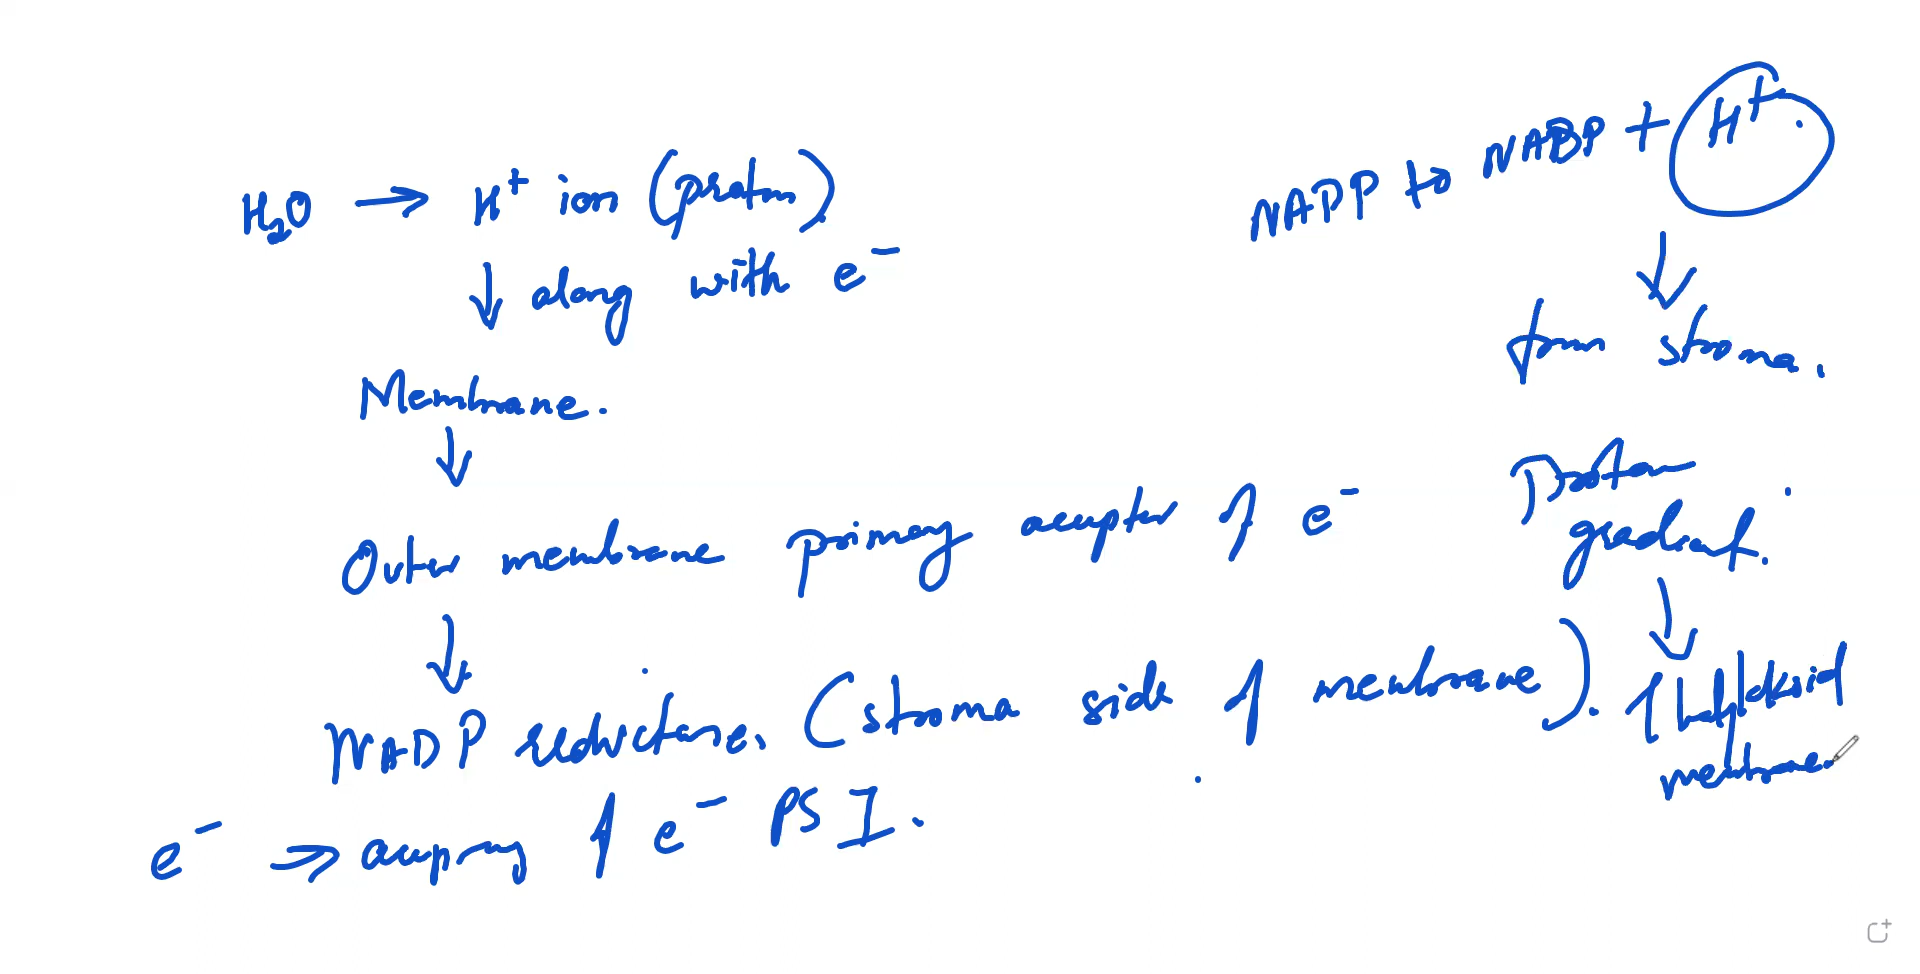 H₂O → H⁺ ion (proton)
↓ along with e⁻
Membrane.
↓
Outer membrane primary acceptor of e⁻
↓
NADP reductase. (stroma side of membrane).
e⁻ → accepting of e⁻ PS I.
NADP to NADP + H⁺.
↓
from stroma.
Proton
gradient.
↓
Thylakoid
membrane.